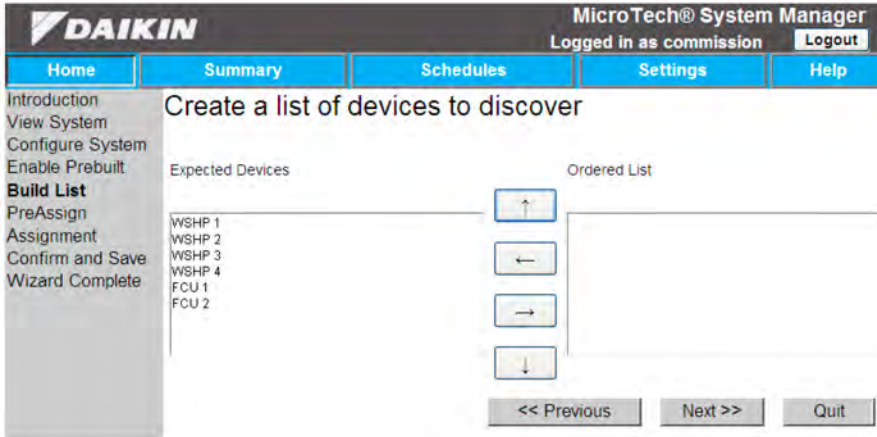 DAIKIN
MicroTech® System Manager
Logged in as commission Logout
Home Summary Schedules Settings Help
Introduction
View System
Configure System
Enable Prebuilt
Build List
PreAssign
Assignment
Confirm and Save
Wizard Complete
Create a list of devices to discover
Expected Devices
WSHP 1
WSHP 2
WSHP 3
WSHP 4
FCU 1
FCU 2
↑
←
→
↓
Ordered List
<< Previous Next >> Quit